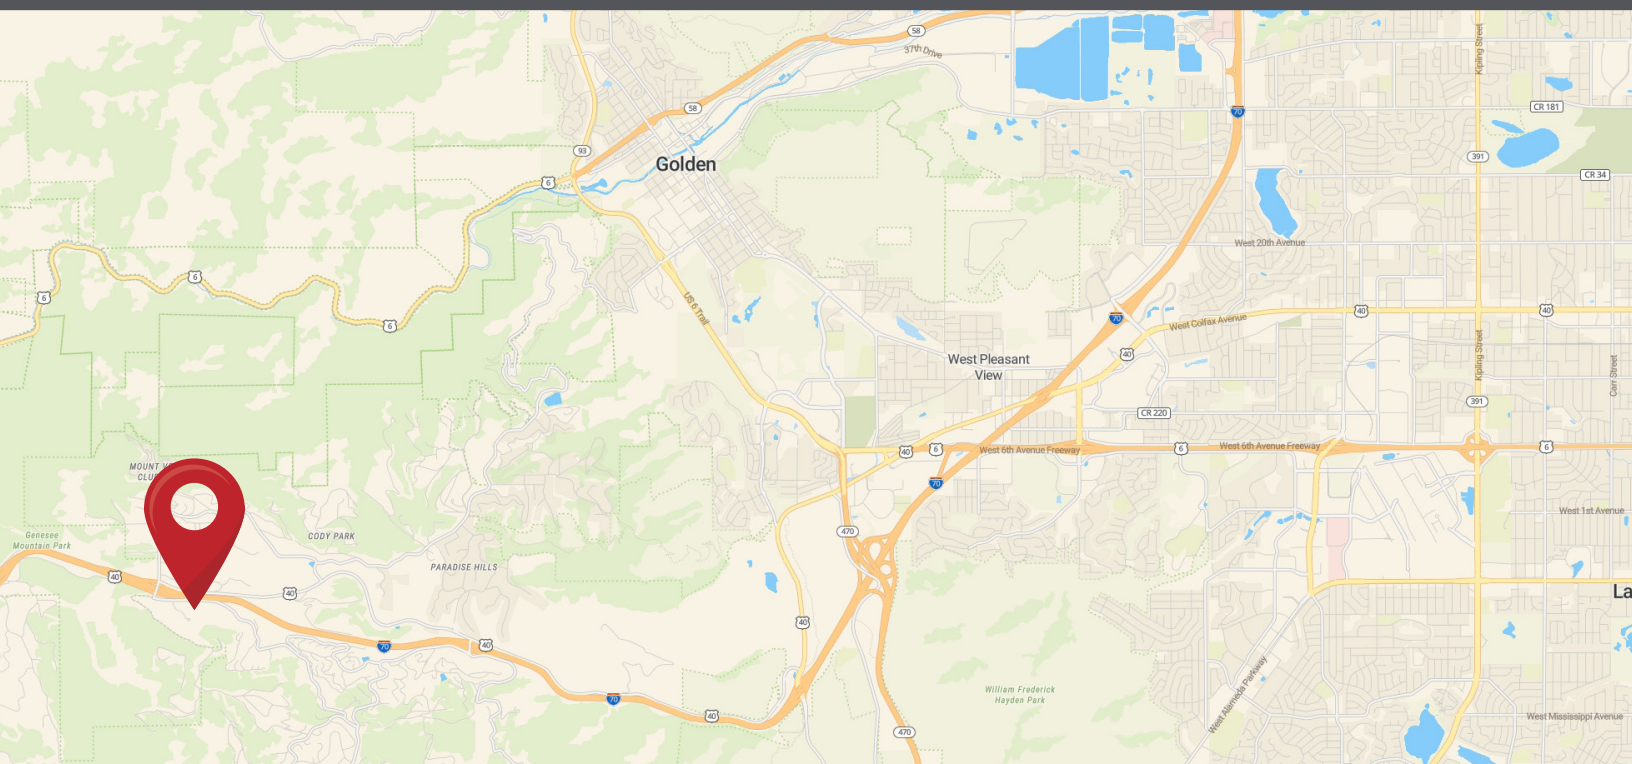 58
37th Drive
Kipling Street
58
70
CR 181
93
Golden
391
6
CR 34
West 20th Avenue
6
6
6
US 6 Trail
70
West Colfax Avenue
40
40
40
West Pleasant
View
Kipling Street
Carr Street
391
CR 220
40
6
West 6th Avenue Freeway
6
West 6th Avenue Freeway
6
MOUNT
CLU
70
West 1st Avenue
Genesee
Mountain Park
CODY PARK
470
PARADISE HILLS
40
40
La
40
70
40
70
William Frederick
Hayden Park
West Alameda Parkway
40
470
West Mississippi Avenue